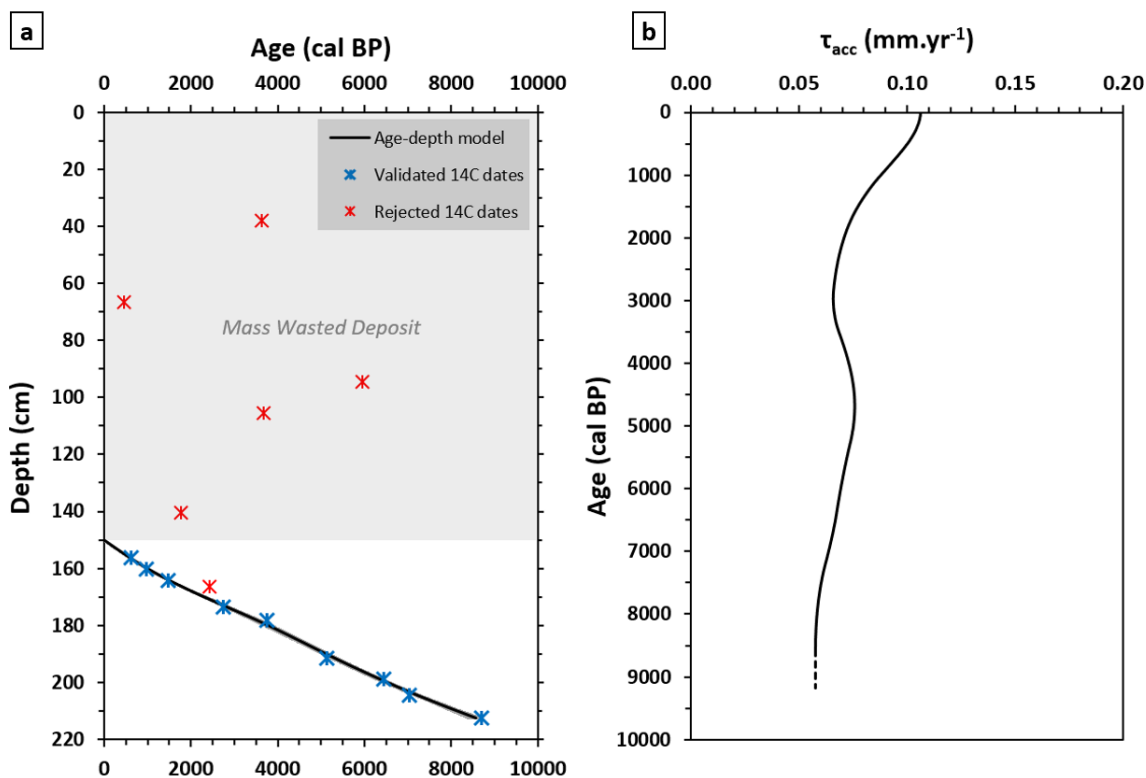 a
Age (cal BP)
0 2000 4000 6000 8000 10000
0
20
40
60
80
100
120
140
160
180
200
220
Depth (cm)
Age-depth model
Validated 14C dates
Rejected 14C dates
Mass Wasted Deposit
0 2000 4000 6000 8000 10000
b
τacc (mm.yr-1)
0.00 0.05 0.10 0.15 0.20
0
1000
2000
3000
4000
5000
6000
7000
8000
9000
10000
Age (cal BP)